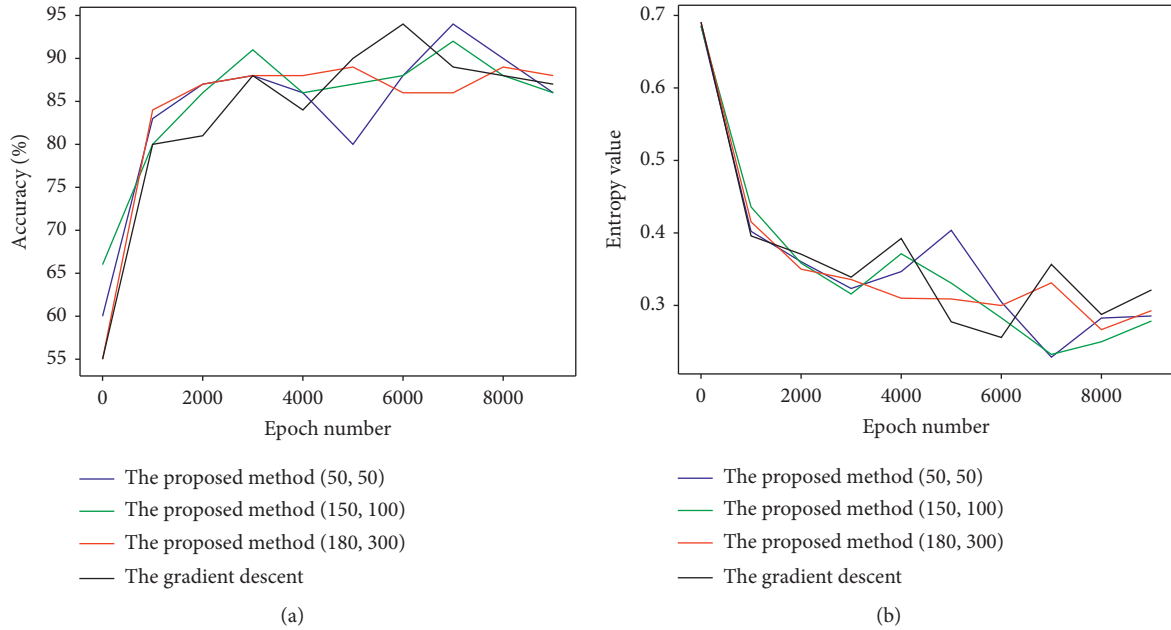 95
90
85
80
75
70
65
60
55
Accuracy (%)
0 2000 4000 6000 8000
Epoch number
The proposed method (50, 50)
The proposed method (150, 100)
The proposed method (180, 300)
The gradient descent
(a)
0.7
0.6
0.5
0.4
0.3
Entropy value
0 2000 4000 6000 8000
Epoch number
The proposed method (50, 50)
The proposed method (150, 100)
The proposed method (180, 300)
The gradient descent
(b)